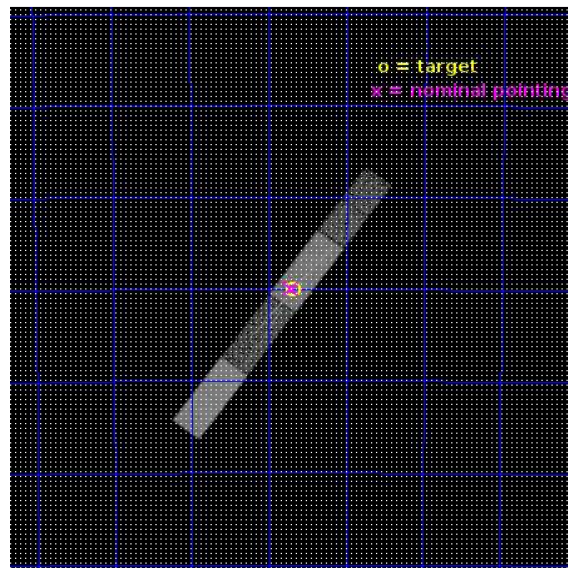 o = target
x = nominal pointing